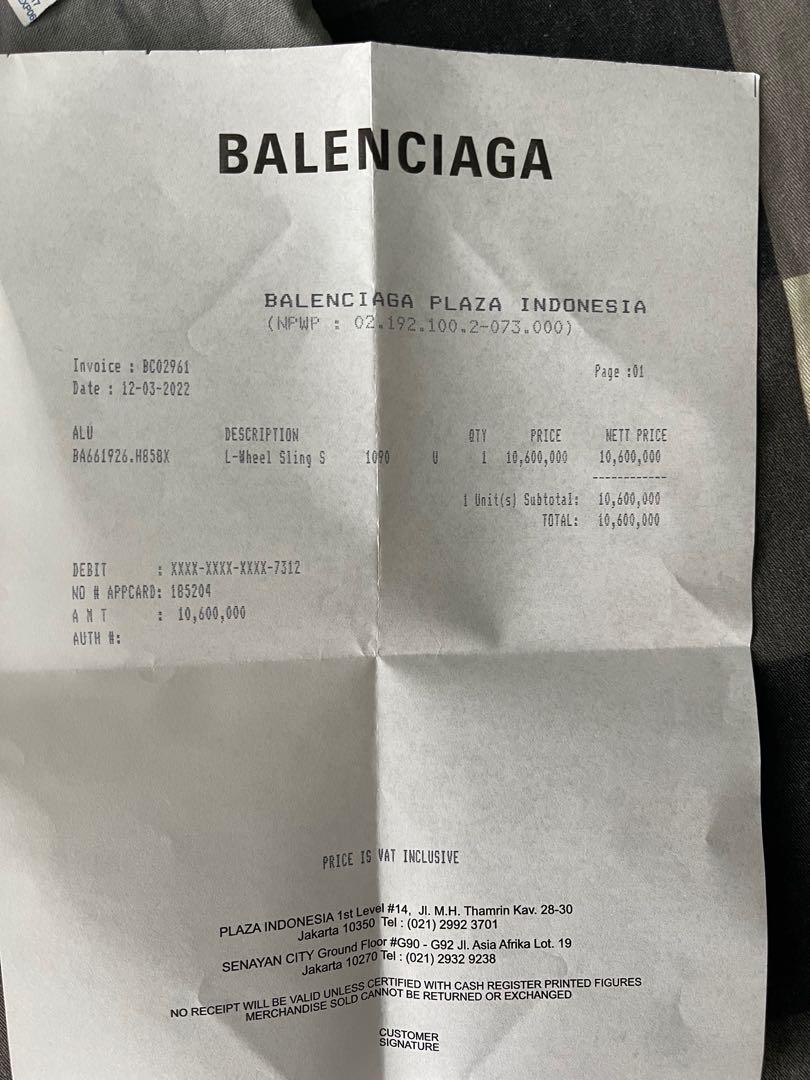 BALENCIAGA
BALENCIAGA PLAZA INDONESIA
(NPWP : 02.192.100.2-073.000)
Invoice : BC02961 Page :01
Date : 12-03-2022
ALU DESCRIPTION QTY PRICE NETT PRICE
BA661926.H858X L-Wheel Sling S 1090 U 1 10,600,000 10,600,000
------------
1 Unit(s) Subtotal: 10,600,000
TOTAL: 10,600,000
DEBIT : XXXX-XXXX-XXXX-7312
NO # APPCARD: 185204
A M T : 10,600,000
AUTH #:
PRICE IS VAT INCLUSIVE
PLAZA INDONESIA 1st Level #14, Jl. M.H. Thamrin Kav. 28-30
Jakarta 10350 Tel : (021) 2992 3701
SENAYAN CITY Ground Floor #G90 - G92 Jl. Asia Afrika Lot. 19
Jakarta 10270 Tel : (021) 2932 9238
NO RECEIPT WILL BE VALID UNLESS CERTIFIED WITH CASH REGISTER PRINTED FIGURES
MERCHANDISE SOLD CANNOT BE RETURNED OR EXCHANGED
CUSTOMER
SIGNATURE